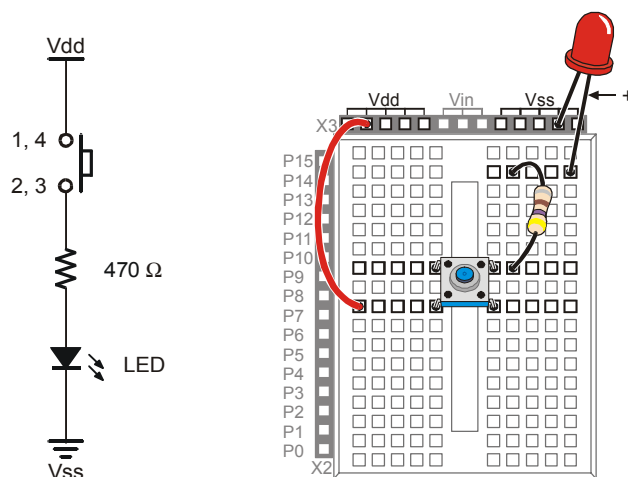 Vdd
1, 4
2, 3
470 Ω
LED
Vss
Vdd Vin Vss
+
X3
P15
P14
P13
P12
P11
P10
P9
P8
P7
P6
P5
P4
P3
P2
P1
P0
X2